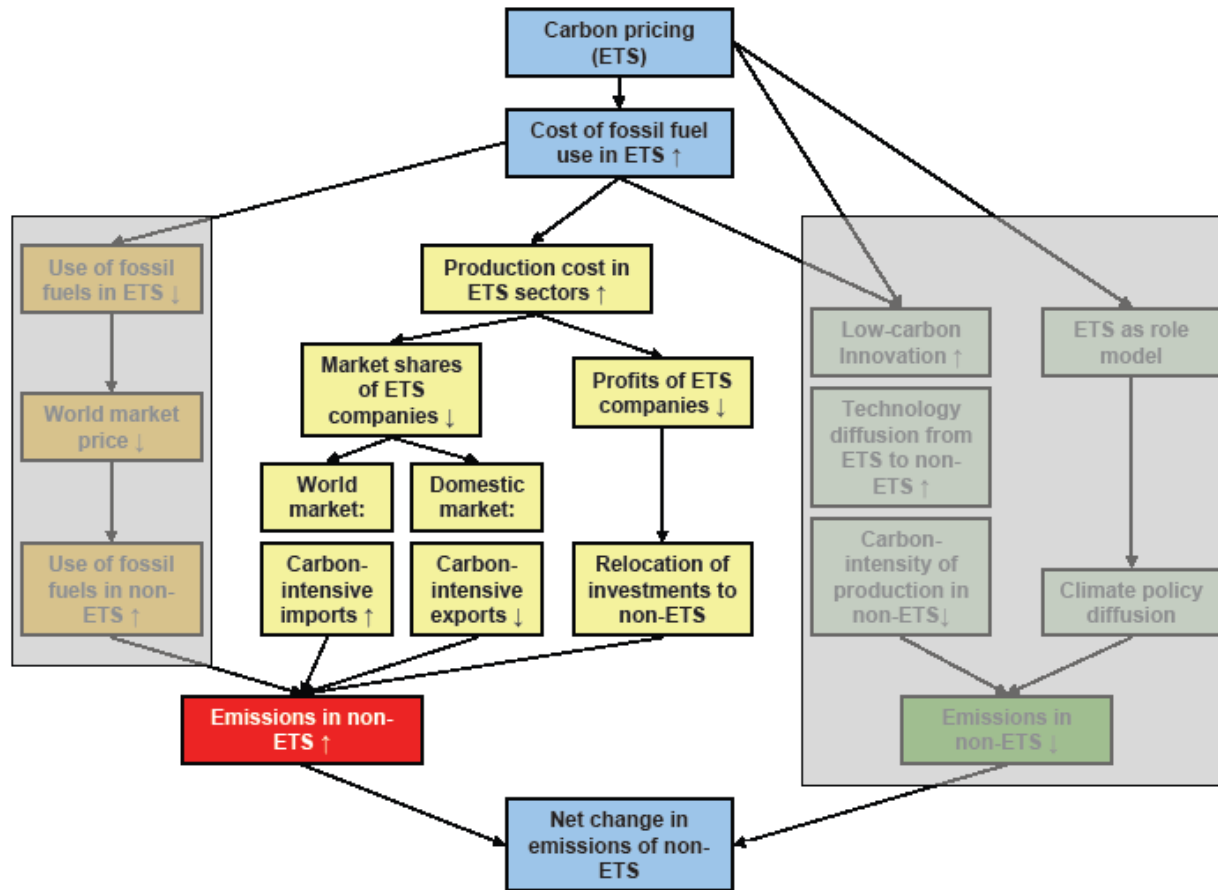 Carbon pricing
(ETS)
Cost of fossil fuel
use in ETS ↑
Use of fossil
fuels in ETS ↓
World market
price ↓
Use of fossil
fuels in non-
ETS ↑
Production cost in
ETS sectors ↑
Market shares
of ETS
companies ↓
Profits of ETS
companies ↓
World
market:
Domestic
market:
Carbon-
intensive
imports ↑
Carbon-
intensive
exports ↓
Relocation of
investments to
non-ETS
Low-carbon
Innovation ↑
ETS as role
model
Technology
diffusion from
ETS to non-
ETS ↑
Carbon-
intensity of
production in
non-ETS↓
Climate policy
diffusion
Emissions in non-
ETS ↑
Emissions in
non-ETS ↓
Net change in
emissions of non-
ETS